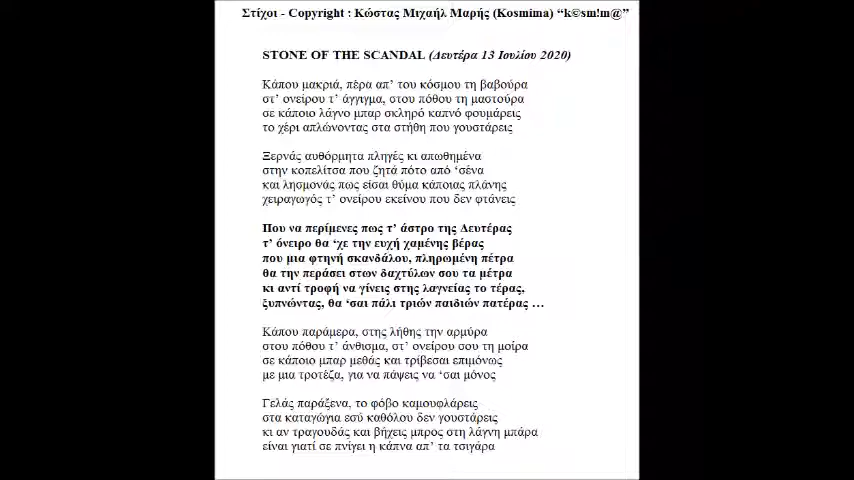 Στίχοι - Copyright : Κώστας Μιχαήλ Μαρής (Kosmima) “k©sm!m@”
STONE OF THE SCANDAL (Δευτέρα 13 Ιουλίου 2020)
Κάπου μακριά, πέρα απ’ του κόσμου τη βαβούρα
στ’ ονείρου τ’ άγγιγμα, στου πόθου τη μαστούρα
σε κάποιο λάγνο μπαρ σκληρό καπνό φουμάρεις
το χέρι απλώνοντας στα στήθη που γουστάρεις
Ξερνάς αυθόρμητα πληγές κι απωθημένα
στην κοπελίτσα που ζητά πότο από ‘σένα
και λησμονάς πως είσαι θύμα κάποιας πλάνης
χειραγωγός τ’ ονείρου εκείνου που δεν φτάνεις
Που να περίμενες πως τ’ άστρο της Δευτέρας
τ’ όνειρο θα ‘χε την ευχή χαμένης βέρας
που μια φτηνή σκανδάλου, πληρωμένη πέτρα
θα την περάσει στων δαχτύλων σου τα μέτρα
κι αντί τροφή να γίνεις στης λαγνείας το τέρας,
ξυπνώντας, θα ‘σαι πάλι τριών παιδιών πατέρας ...
Κάπου παράμερα, στης λήθης την αρμύρα
στου πόθου τ’ άνθισμα, στ’ ονείρου σου τη μοίρα
σε κάποιο μπαρ μεθάς και τρίβεσαι επιμόνως
με μια τροτέζα, για να πάψεις να ‘σαι μόνος
Γελάς παράξενα, το φόβο καμουφλάρεις
στα καταγώγια εσύ καθόλου δεν γουστάρεις
κι αν τραγουδάς και βήχεις μπρος στη λάγνη μπάρα
είναι γιατί σε πνίγει η κάπνα απ’ τα τσιγάρα